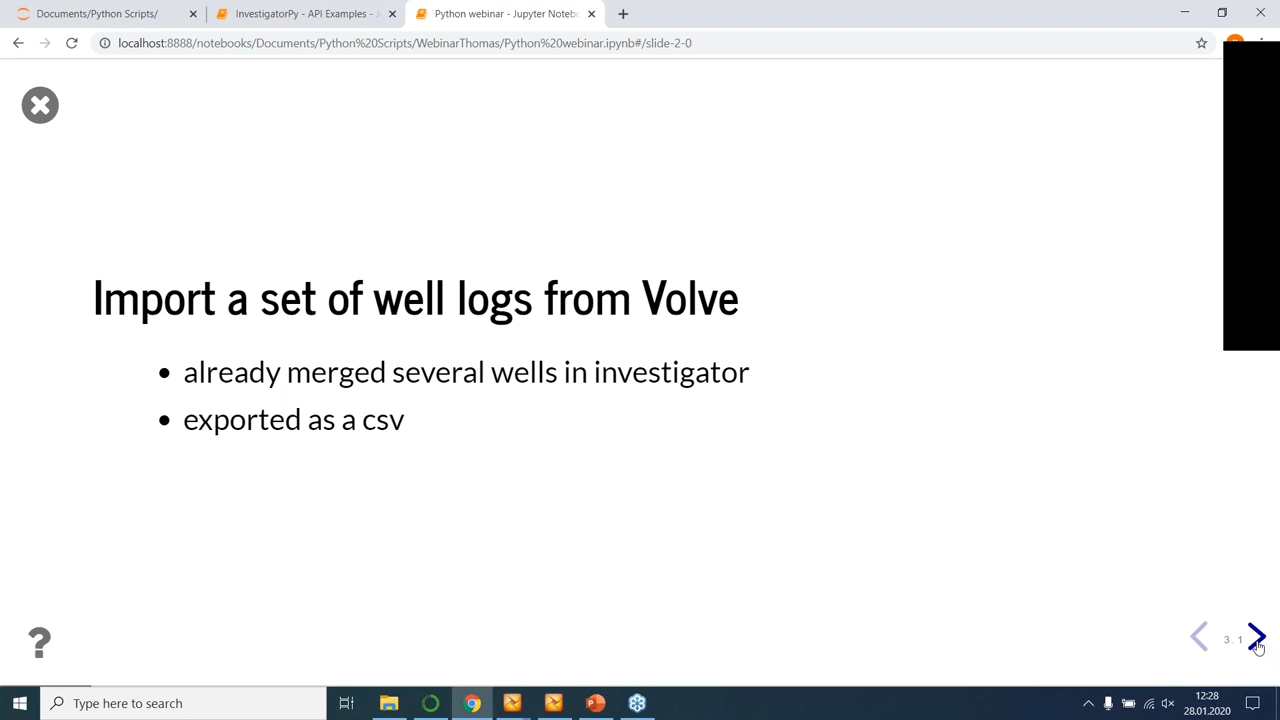 Documents/Python Scripts/
InvestigatorPy - API Examples - J
Python webinar - Jupyter Notebo
localhost:8888/notebooks/Documents/Python%20Scripts/WebinarThomas/Python%20webinar.ipynb#/slide-2-0
Import a set of well logs from Volve
already merged several wells in investigator
exported as a csv
?
3 . 1
Type here to search
12:28
28.01.2020